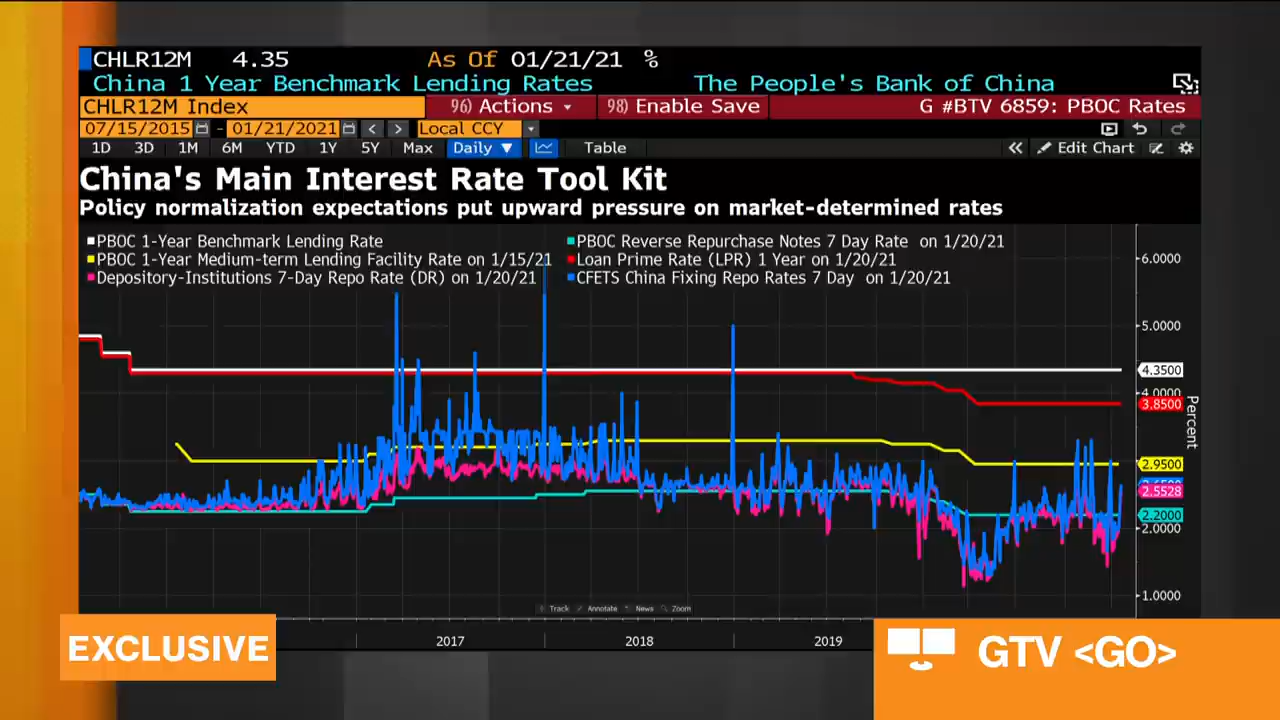 CHLR12M 4.35 As Of 01/21/21 %
China 1 Year Benchmark Lending Rates The People's Bank of China
CHLR12M Index 96) Actions 98) Enable Save G #BTV 6859: PBOC Rates
07/15/2015 - 01/21/2021 < > Local CCY
1D 3D 1M 6M YTD 1Y 5Y Max Daily ▼ Table « Edit Chart
China's Main Interest Rate Tool Kit
Policy normalization expectations put upward pressure on market-determined rates
PBOC 1-Year Benchmark Lending Rate
PBOC Reverse Repurchase Notes 7 Day Rate on 1/20/21
PBOC 1-Year Medium-term Lending Facility Rate on 1/15/21
Loan Prime Rate (LPR) 1 Year on 1/20/21
Depository-Institutions 7-Day Repo Rate (DR) on 1/20/21
CFETS China Fixing Repo Rates 7 Day on 1/20/21
6.0000
5.0000
4.3500
4.0000
3.8500
Percent
2.9500
2.5528
2.2000
2.0000
1.0000
Track Annotate News Zoom
2017 2018 2019
EXCLUSIVE
GTV <GO>